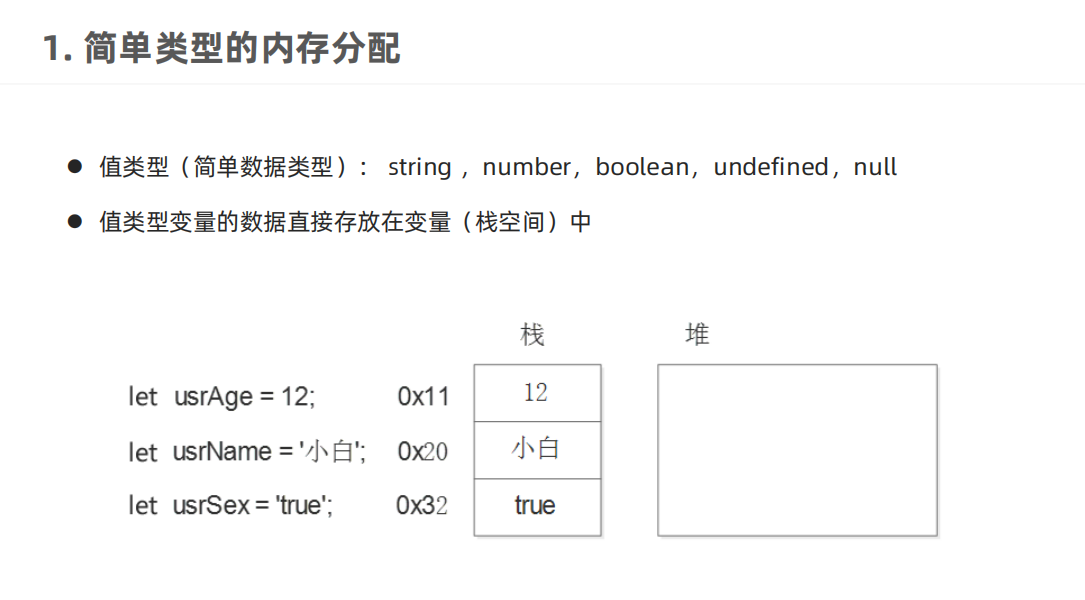 1. 简单类型的内存分配
● 值类型（简单数据类）： string ，number，boolean，undefined，null
● 值类型变量的数据直接存放在变量（栈空间）中
栈 堆
let usrAge = 12; 0x11 12
let usrName = '小白'; 0x20 小白
let usrSex = 'true'; 0x32 true